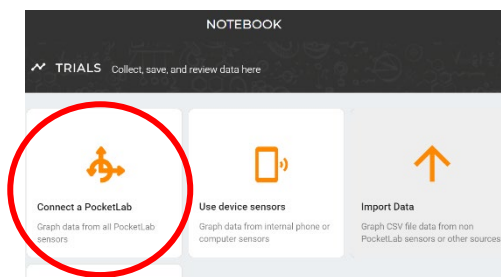 NOTEBOOK
TRIALS Collect, save, and review data here
Connect a PocketLab
Graph data from all PocketLab
sensors
Use device sensors
Graph data from internal phone or
computer sensors
Import Data
Graph CSV file data from non
PocketLab sensors or other sources